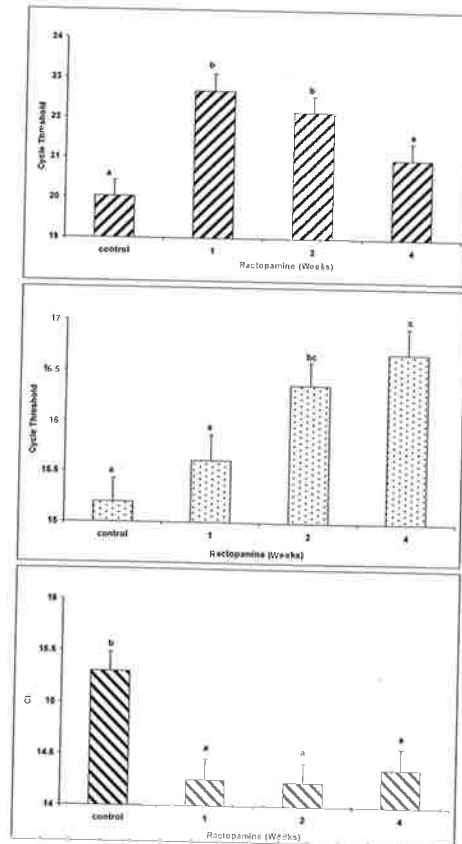 24
23
22
21
20
19
Cycle Threshold
a
b
b
a
control
1
2
4
Ractopamine (Weeks)
17
16.5
16
15.5
15
Cycle Threshold
a
a
bc
c
control
1
2
4
Ractopamine (Weeks)
16
15.5
15
14.5
14
Ct
b
a
a
a
control
1
2
4
Ractopamine (Weeks)